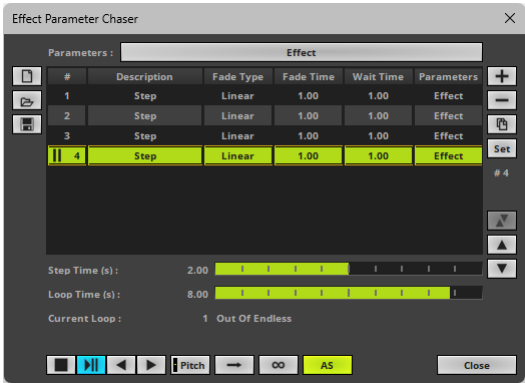 Effect Parameter Chaser
Parameters : Effect
# Description Fade Type Fade Time Wait Time Parameters
1 Step Linear 1.00 1.00 Effect
2 Step Linear 1.00 1.00 Effect
3 Step Linear 1.00 1.00 Effect
4 Step Linear 1.00 1.00 Effect
Set
# 4
Step Time (s) : 2.00
Loop Time (s) : 8.00
Current Loop : 1 Out Of Endless
Pitch AS Close